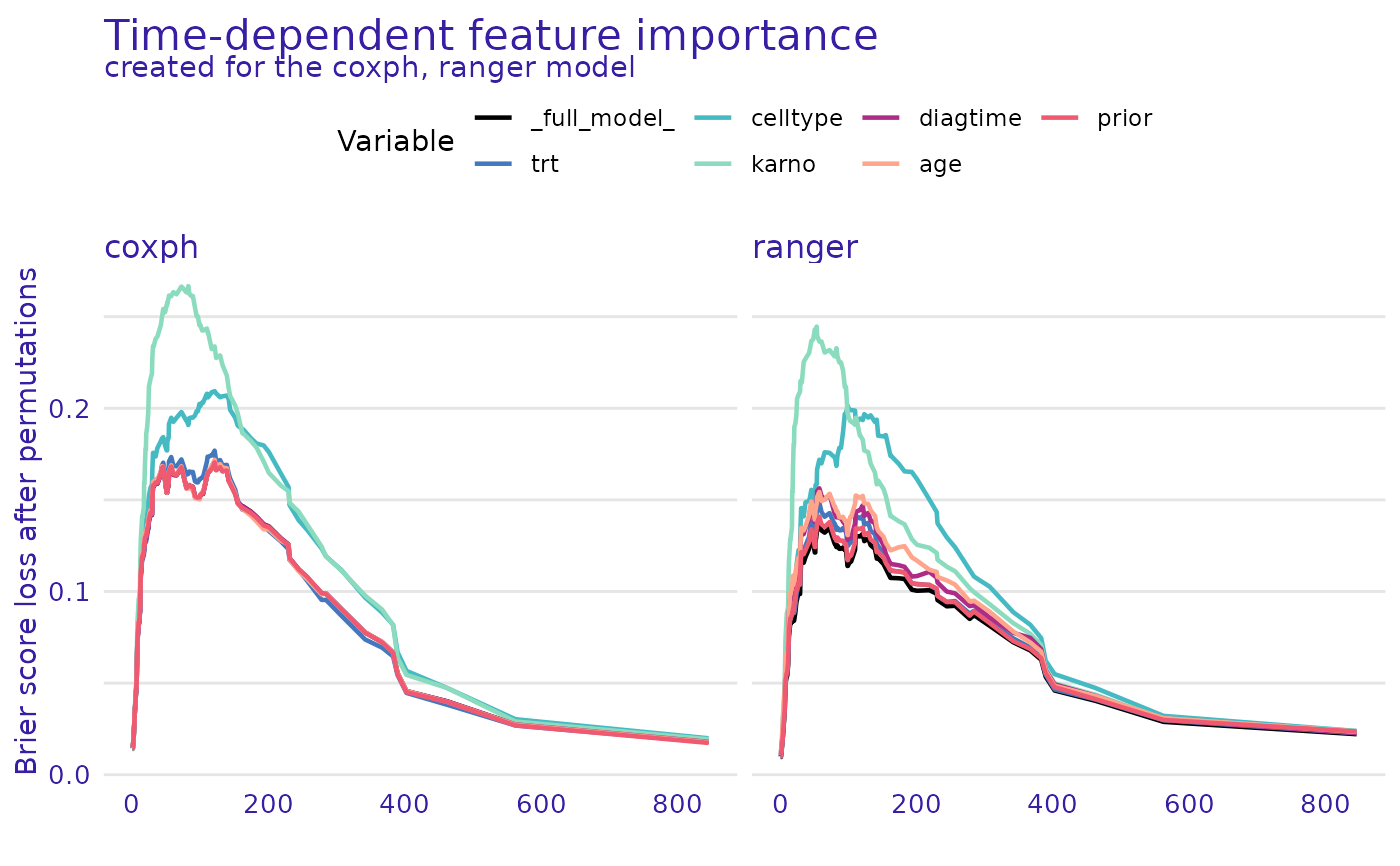 Time-dependent feature importance
created for the coxph, ranger model
Variable
_full_model_ celltype diagtime prior
trt karno age
coxph ranger
Brier score loss after permutations
0.2
0.1
0.0
0 200 400 600 800 0 200 400 600 800